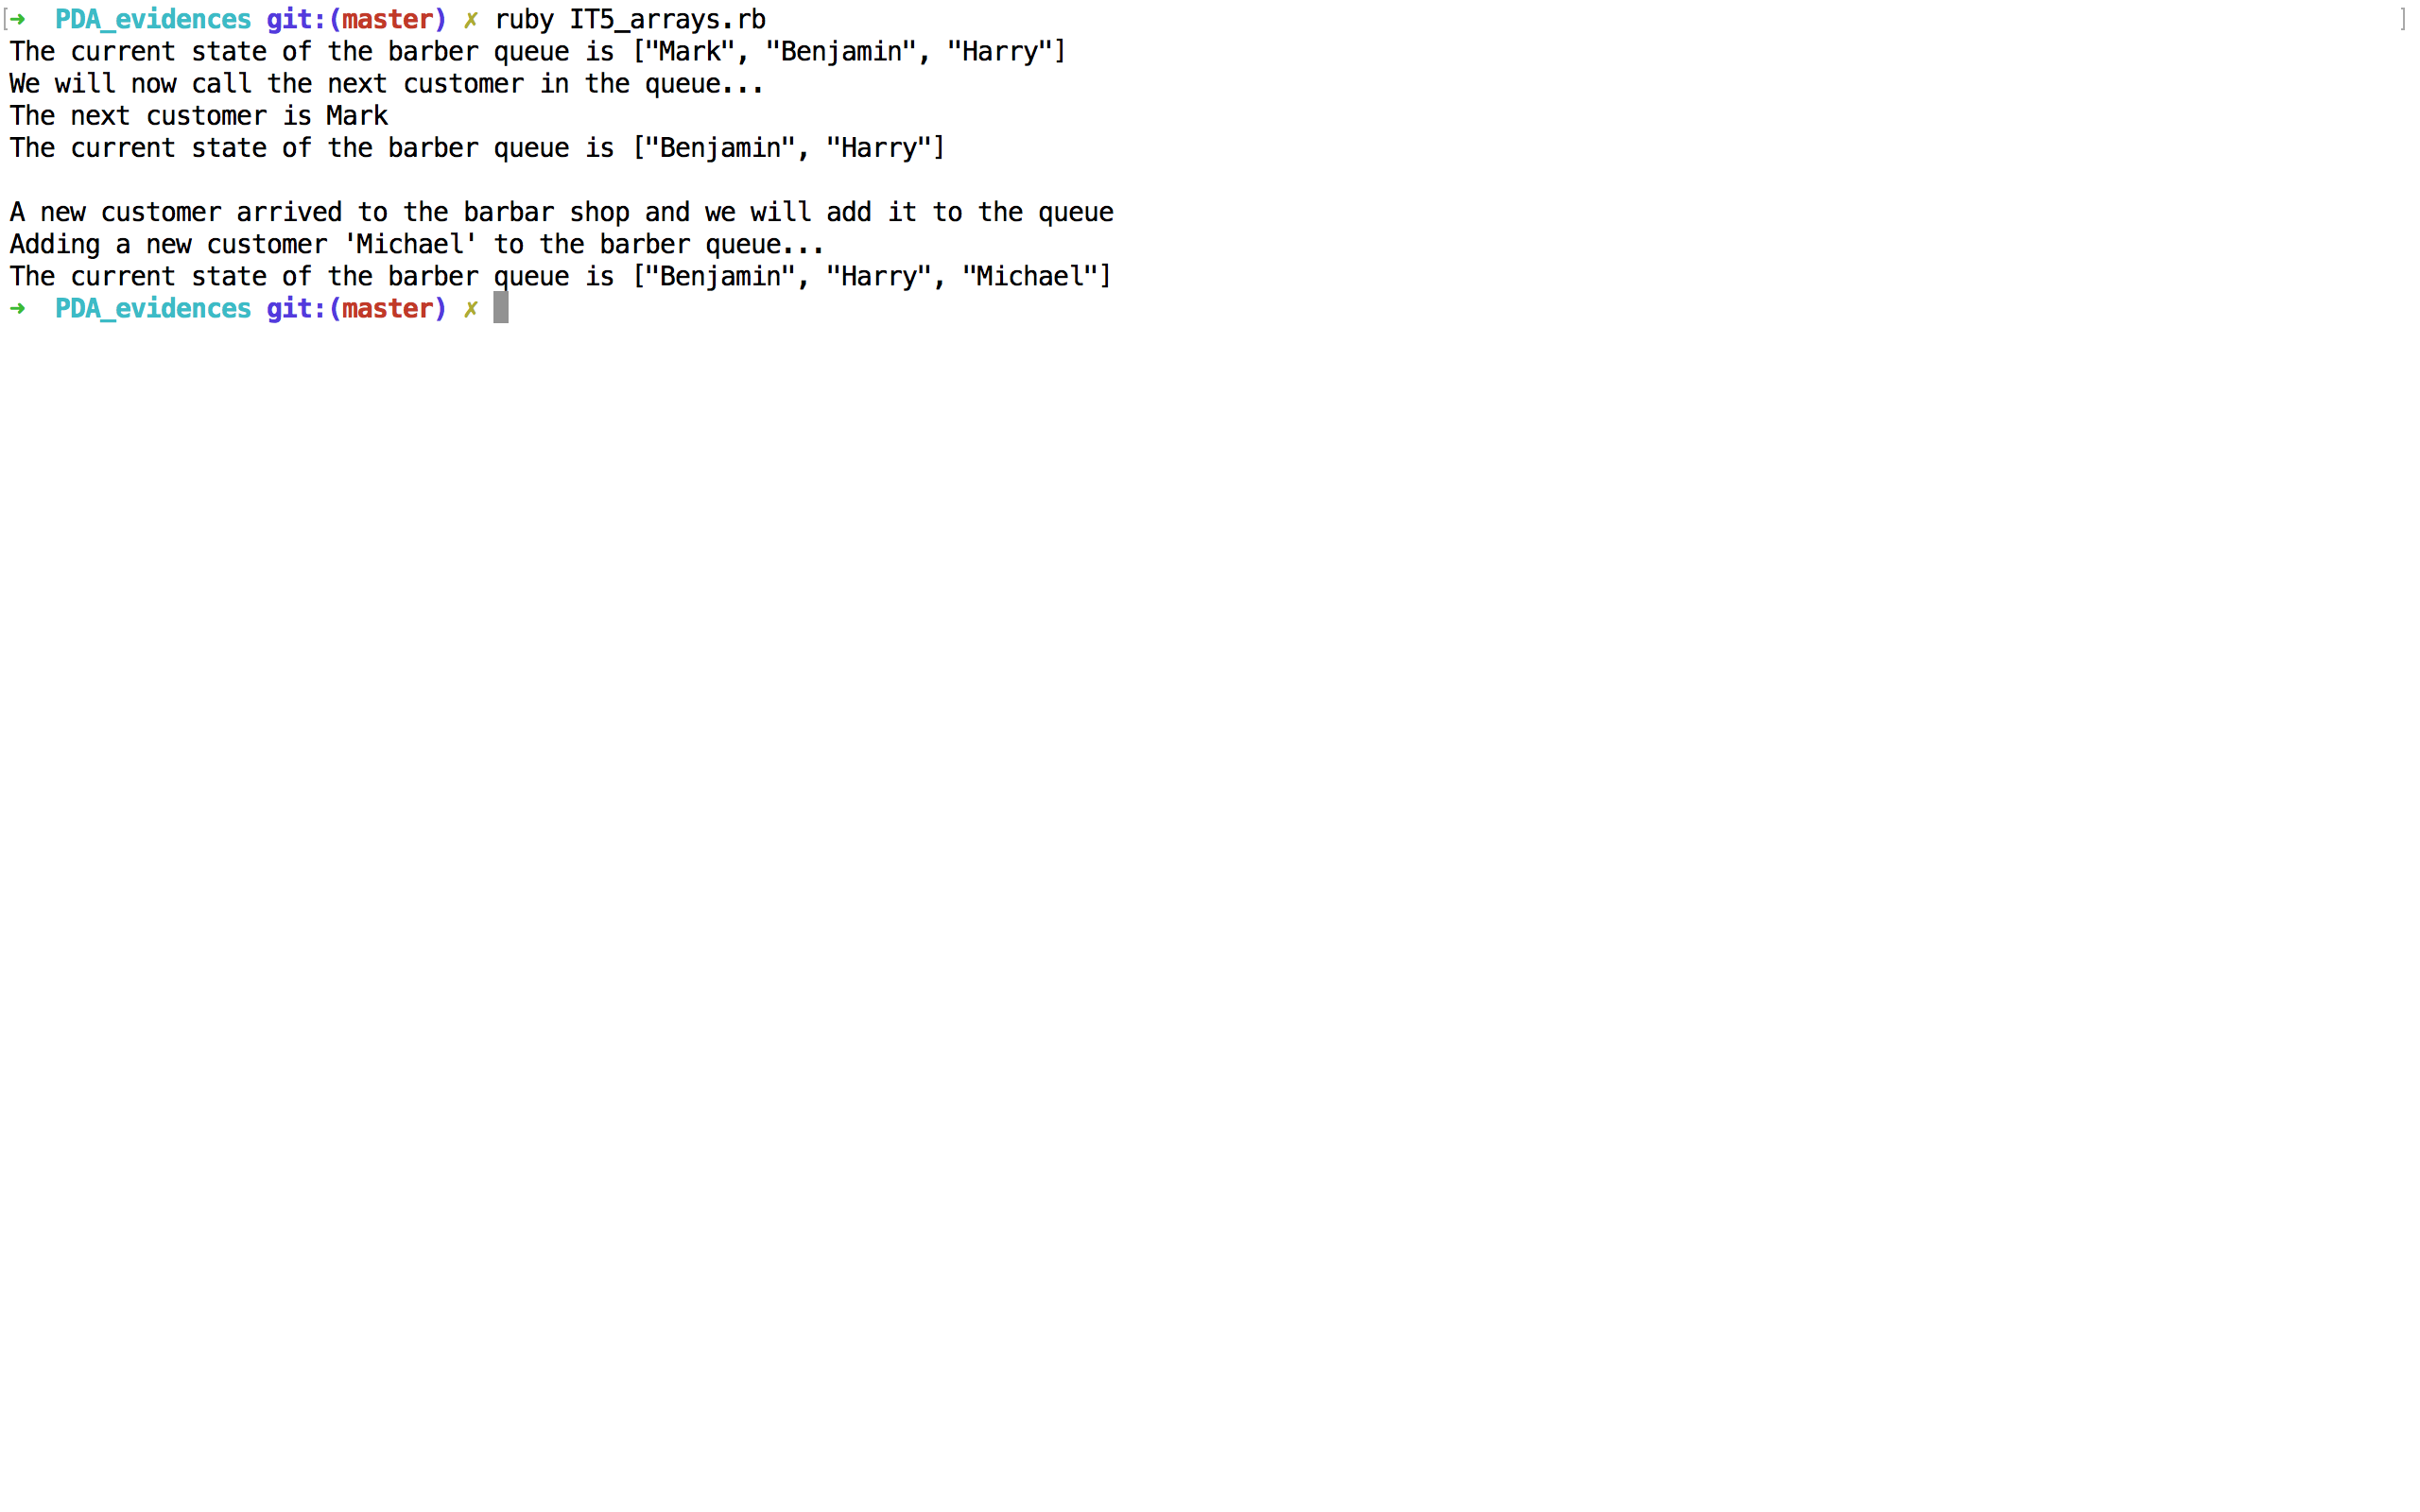 [➜  PDA_evidences git:(master) ✗ ruby IT5_arrays.rb ]
The current state of the barber queue is ["Mark", "Benjamin", "Harry"]
We will now call the next customer in the queue...
The next customer is Mark
The current state of the barber queue is ["Benjamin", "Harry"]
A new customer arrived to the barbar shop and we will add it to the queue
Adding a new customer 'Michael' to the barber queue...
The current state of the barber queue is ["Benjamin", "Harry", "Michael"]
➜  PDA_evidences git:(master) ✗